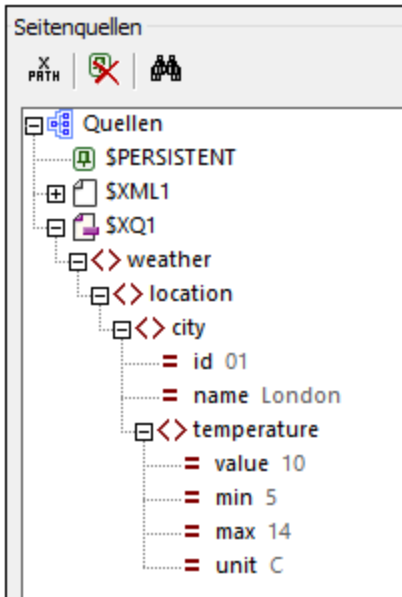 Seitenquellen
X
PATH
Quellen
$PERSISTENT
$XML1
$XQ1
weather
location
city
id 01
name London
temperature
value 10
min 5
max 14
unit C